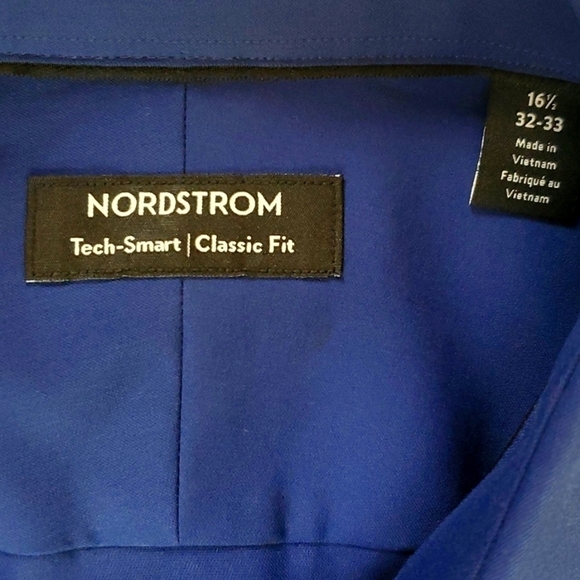 NORDSTROM
Tech-Smart | Classic Fit
16½
32-33
Made in
Vietnam
Fabriqué au
Vietnam